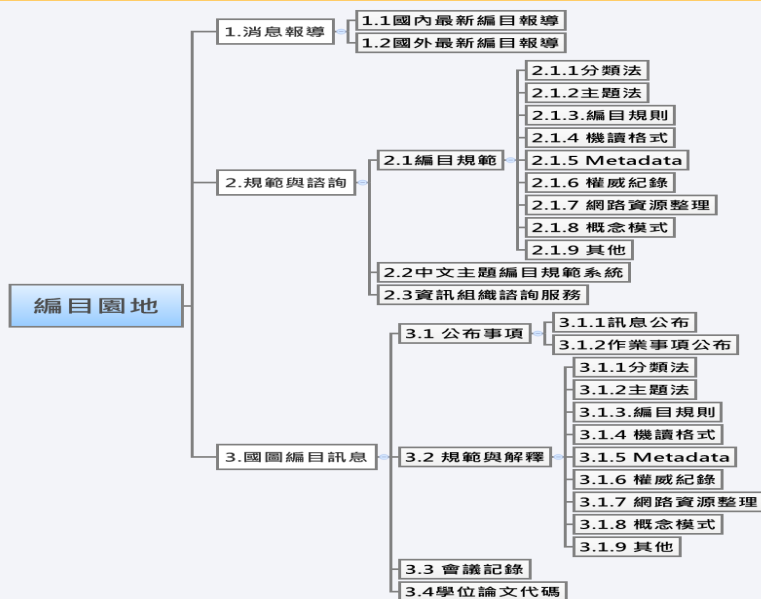 編目園地
1.消息報導
1.1國內最新編目報導
1.2國外最新編目報導
2.規範與諮詢
2.1編目規範
2.1.1分類法
2.1.2主題法
2.1.3.編目規則
2.1.4 機讀格式
2.1.5 Metadata
2.1.6 權威紀錄
2.1.7 網路資源整理
2.1.8 概念模式
2.1.9 其他
2.2中文主題編目規範系統
2.3資訊組織諮詢服務
3.國圖編目訊息
3.1 公布事項
3.1.1訊息公布
3.1.2作業事項公布
3.2 規範與解釋
3.1.1分類法
3.1.2主題法
3.1.3.編目規則
3.1.4 機讀格式
3.1.5 Metadata
3.1.6 權威紀錄
3.1.7 網路資源整理
3.1.8 概念模式
3.1.9 其他
3.3 會議記錄
3.4學位論文代碼